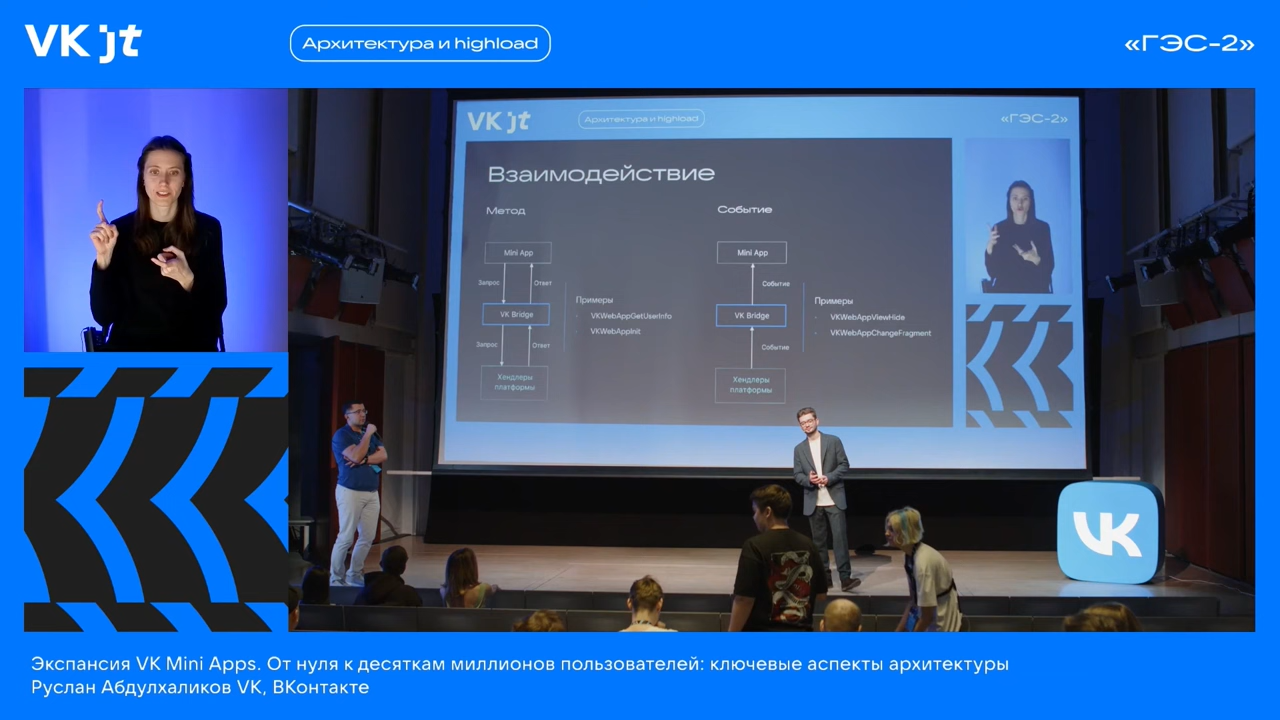 VK jt
Архитектура и highload
«ГЭС-2»
VK jt
Архитектура и highload
«ГЭС-2»
Взаимодействие
Метод
Mini App
Запрос
Ответ
VK Bridge
Запрос
Ответ
Хендлеры
платформы
Примеры
· VKWebAppGetUserInfo
VKWebAppInit
Событие
Mini App
Событие
VK Bridge
Событие
Хендлеры
платформы
Примеры
· VKWebAppViewHide
· VKWebAppChangeFragment
VK
Экспансия VK Mini Apps. От нуля к десяткам миллионов пользователей: ключевые аспекты архитектуры
Руслан Абдулхаликов VK, ВКонтакте